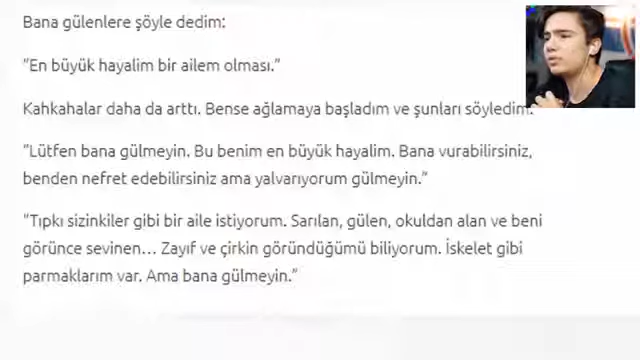 Bana gülenlere şöyle dedim:
“En büyük hayalim bir ailem olması.”
Kahkahalar daha da arttı. Bense ağlamaya başladım ve şunları söyledim:
“Lütfen bana gülmeyin. Bu benim en büyük hayalim. Bana vurabilirsiniz,
benden nefret edebilirsiniz ama yalvarıyorum gülmeyin.”
“Tıpkı sizinkiler gibi bir aile istiyorum. Sarılan, gülen, okuldan alan ve beni
görünce sevinen… Zayıf ve çirkin göründüğümü biliyorum. İskelet gibi
parmaklarım var. Ama bana gülmeyin.”